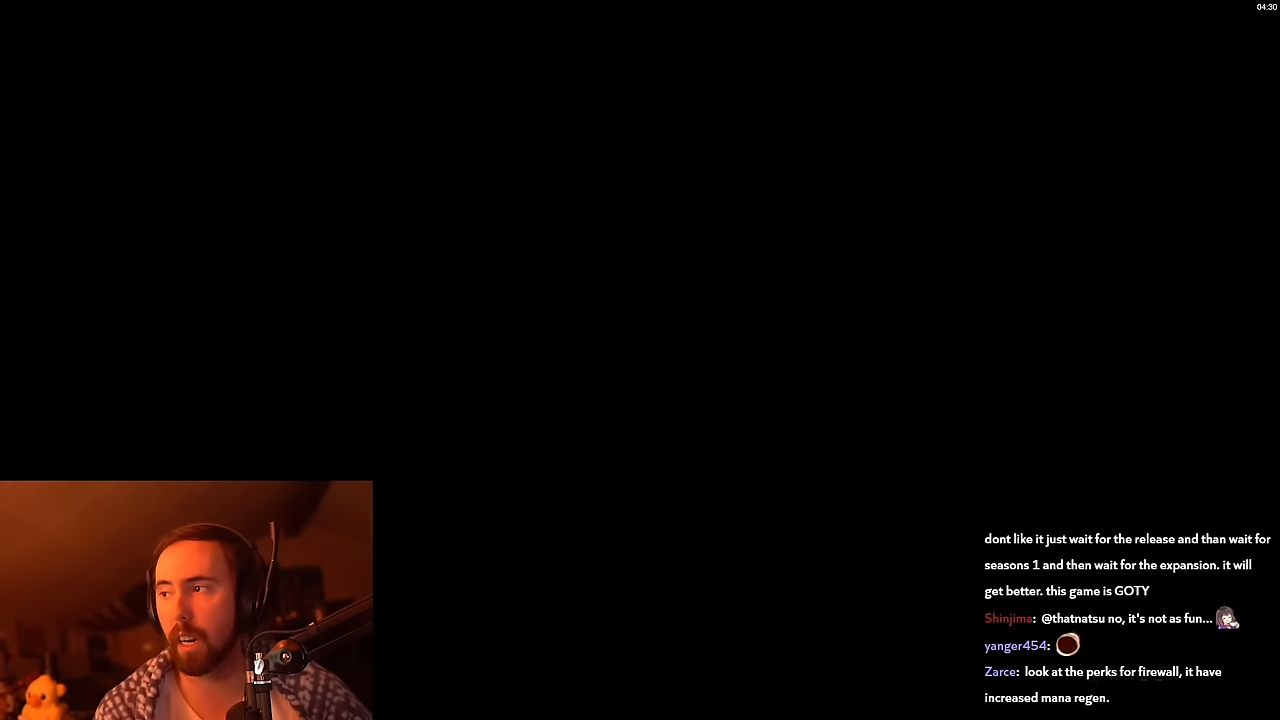 04:30
dont like it just wait for the release and than wait for
seasons 1 and then wait for the expansion. it will
get better. this game is GOTY
Shinjima: @thatnatsu no, it's not as fun...
yanger454:
Zarce: look at the perks for firewall, it have
increased mana regen.